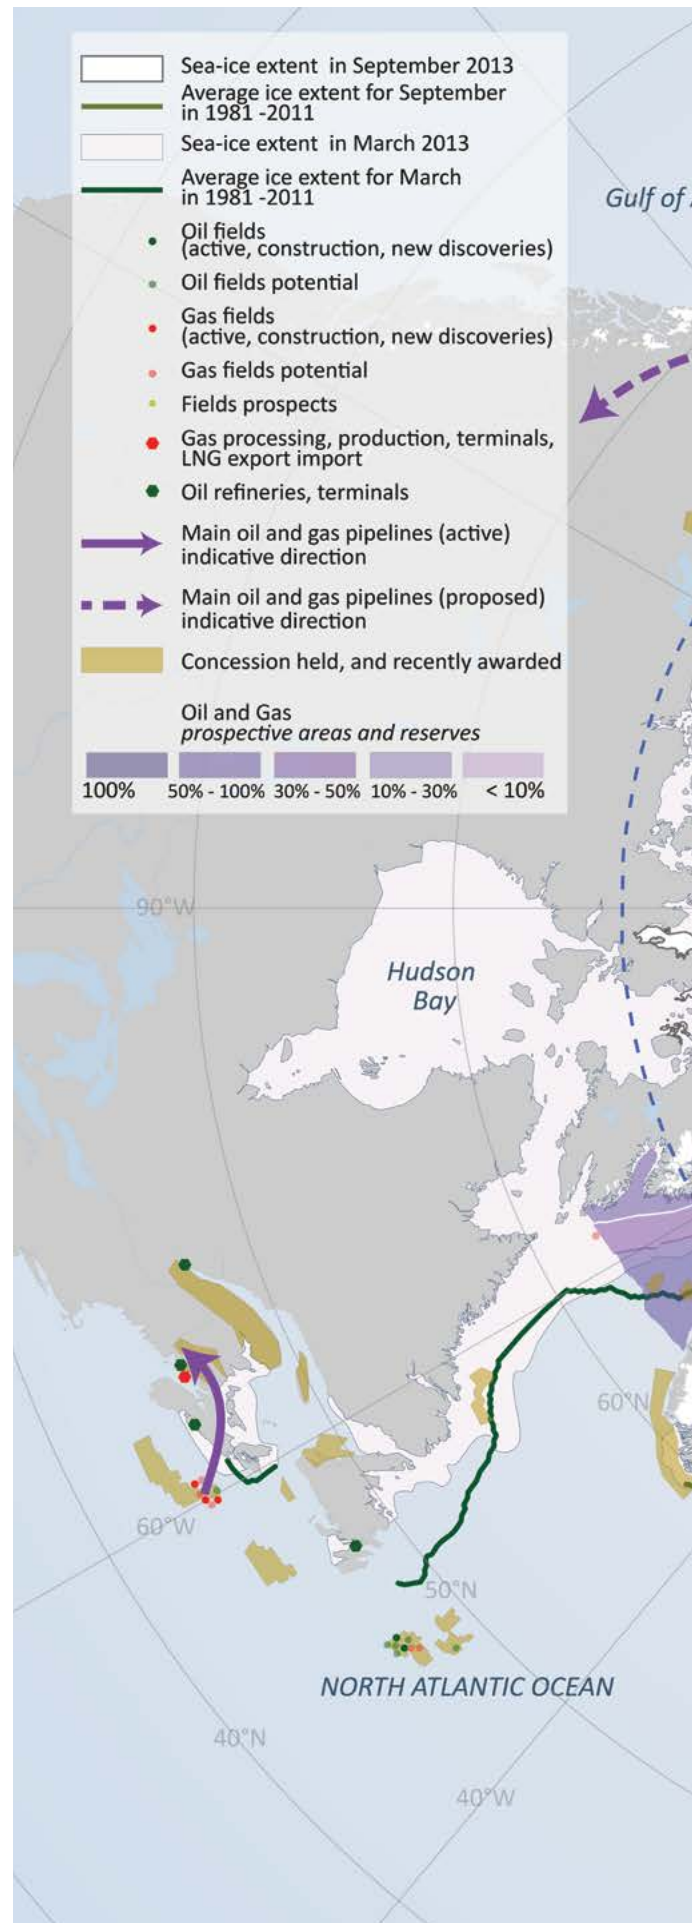 Sea-ice extent in September 2013
Average ice extent for September
in 1981 -2011
Sea-ice extent in March 2013
Average ice extent for March
in 1981 -2011
Oil fields
(active, construction, new discoveries)
Oil fields potential
Gas fields
(active, construction, new discoveries)
Gas fields potential
Fields prospects
Gas processing, production, terminals,
LNG export import
Oil refineries, terminals
Main oil and gas pipelines (active)
indicative direction
Main oil and gas pipelines (proposed)
indicative direction
Concession held, and recently awarded
Oil and Gas
prospective areas and reserves
100% 50% - 100% 30% - 50% 10% - 30% < 10%
Gulf of
90°W
Hudson
Bay
60°N
60°W
50°N
NORTH ATLANTIC OCEAN
40°N
40°W